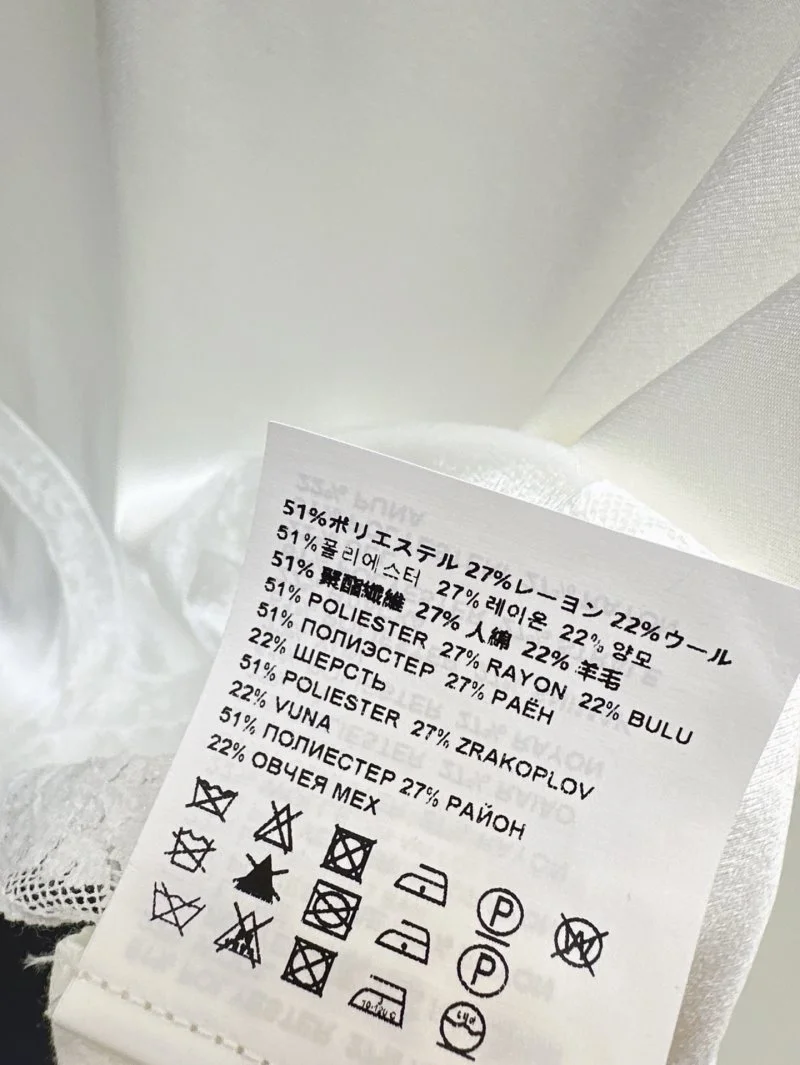 51%ポリエステル 27%レーヨン 22%ウール
51%폴리에스터 27%레이온 22%양모
51% 聚酯纖維 27%人綿 22%羊毛
51% POLIESTER 27% RAYON 22% BULU
51% ПОЛИЭСТЕР 27% РАЁН
22% ШЕРСТЬ
51% POLIESTER 27% ZRAKOPLOV
22% VUNA
51% ПОЛИЕСТЕР 27% РАЙОН
22% ОВЧЕЯ МЕХ
P W
P